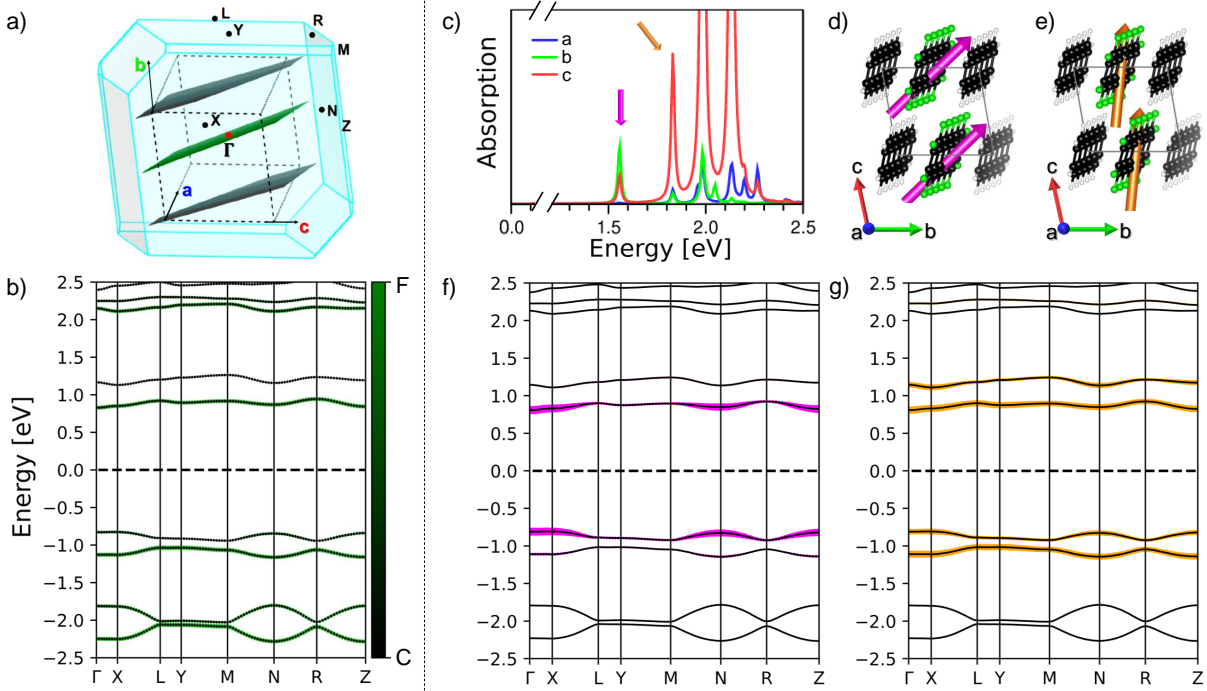 a)
L
Y
R
M
b
N
Z
X
Γ
a
c
c)
Absorption
a
b
c
0.0
1.5
2.0
2.5
Energy [eV]
d)
c
a
b
e)
c
a
b
b)
Energy [eV]
2.5
2.0
1.5
1.0
0.5
0.0
−0.5
−1.0
−1.5
−2.0
−2.5
Γ X L Y M N R Z
F
C
f)
2.5
2.0
1.5
1.0
0.5
0.0
−0.5
−1.0
−1.5
−2.0
−2.5
Γ X L Y M N R Z
g)
2.5
2.0
1.5
1.0
0.5
0.0
−0.5
−1.0
−1.5
−2.0
−2.5
Γ X L Y M N R Z